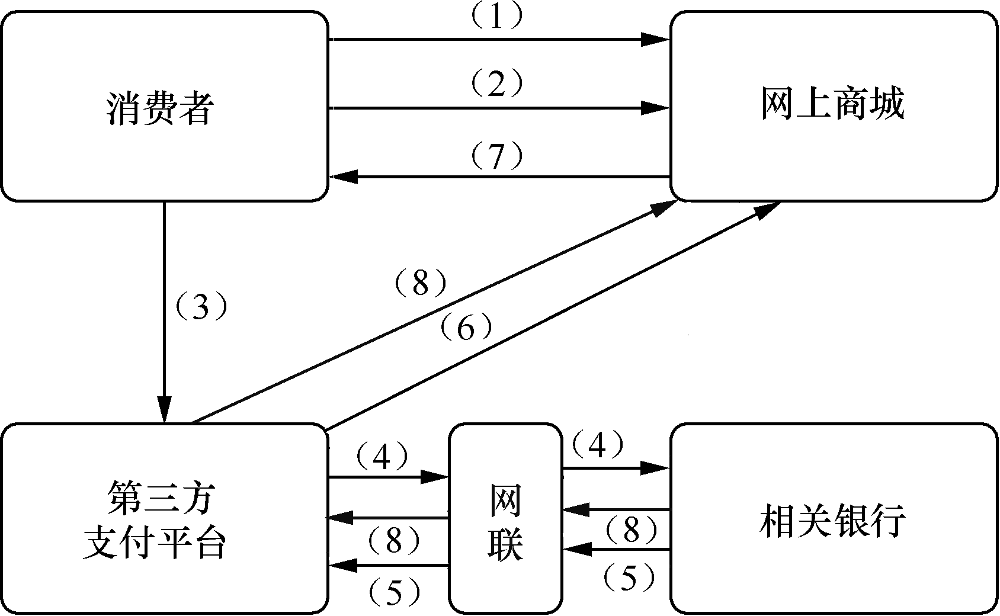 （1）
消费者
（2）
网上商城
（7）
（8）
（3）
（6）
（4）
（4）
第三方
支付平台
网
联
相关银行
（8）
（8）
（5）
（5）